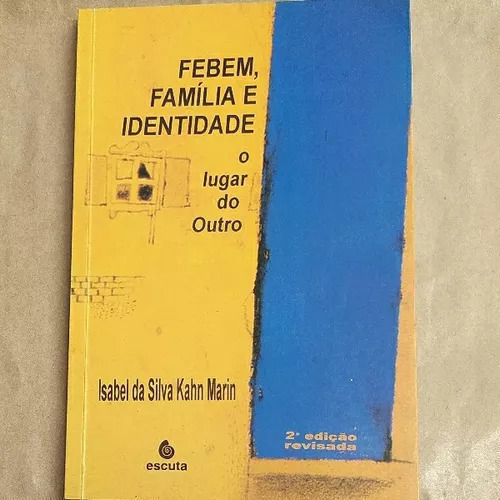 FEBEM,
FAMÍLIA E
IDENTIDADE
o
lugar
do
Outro
Isabel da Silva Kahn Marin
2ª edição
revisada
escuta